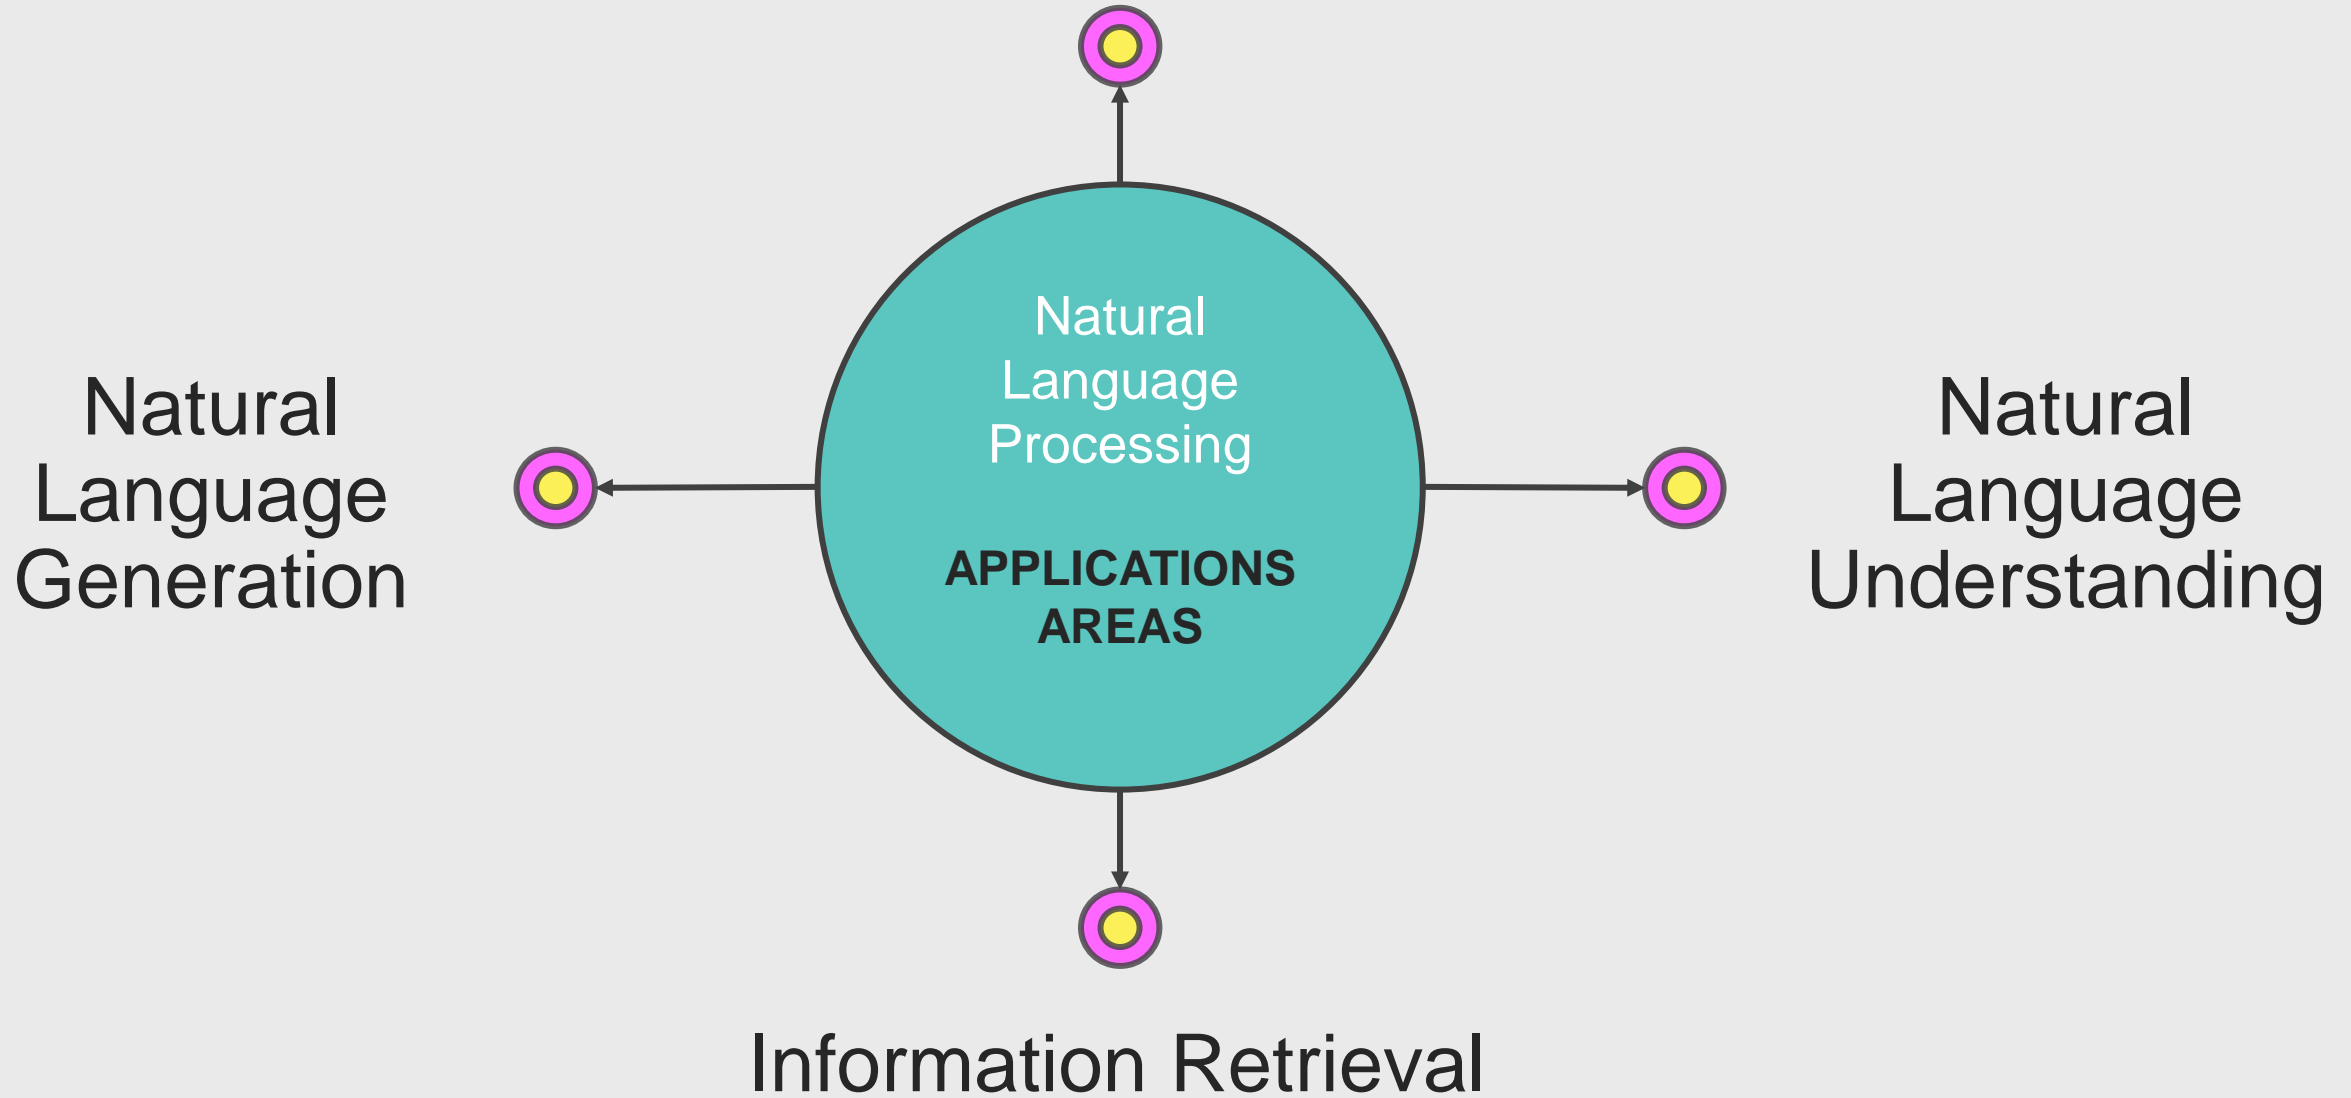 Natural
Language
Processing
APPLICATIONS
AREAS
Natural
Language
Generation
Natural
Language
Understanding
Information Retrieval